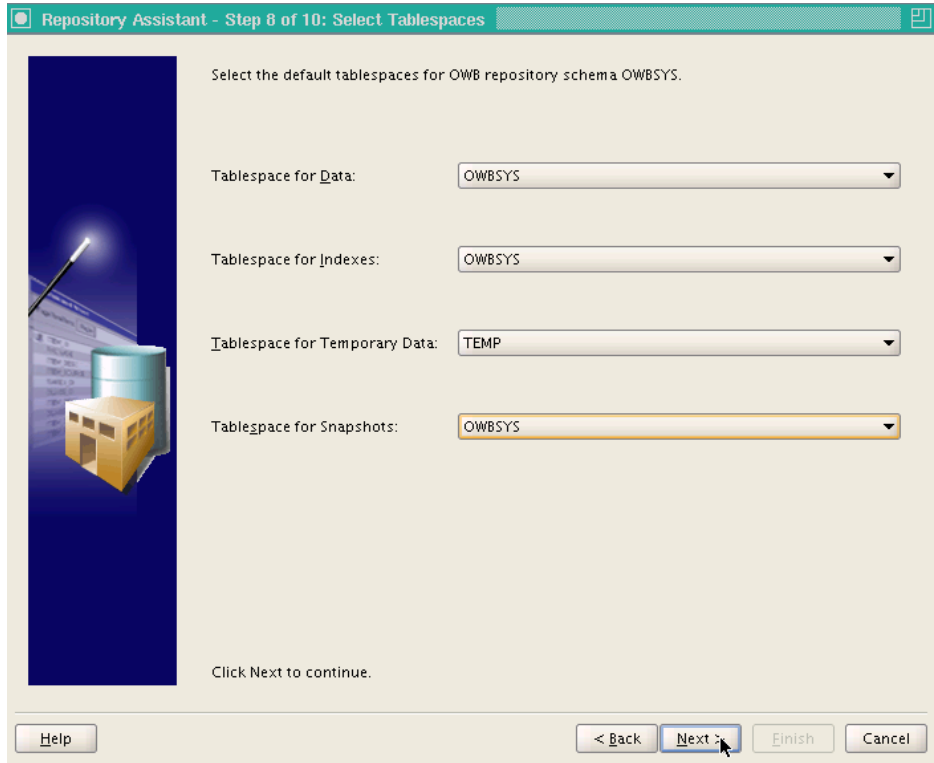 Repository Assistant - Step 8 of 10: Select Tablespaces
Select the default tablespaces for OWB repository schema OWBSYS.
Tablespace for Data: OWBSYS
Tablespace for Indexes: OWBSYS
Tablespace for Temporary Data: TEMP
Tablespace for Snapshots: OWBSYS
Click Next to continue.
Help < Back Next > Finish Cancel